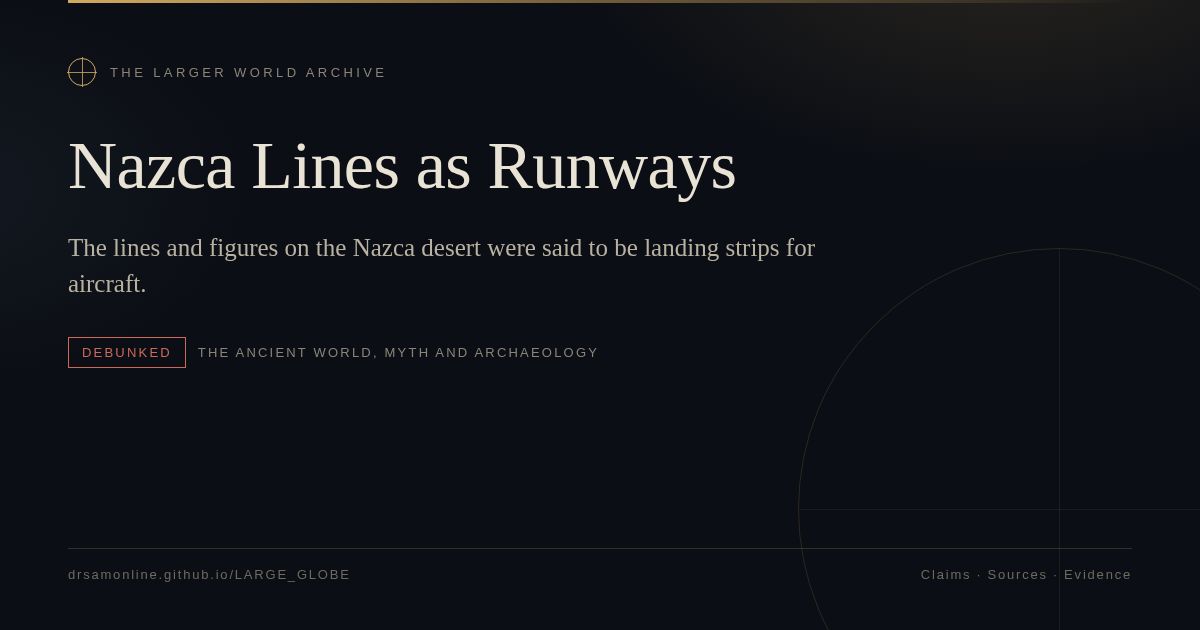 THE LARGER WORLD ARCHIVE
Nazca Lines as Runways
The lines and figures on the Nazca desert were said to be landing strips for
aircraft.
DEBUNKED
THE ANCIENT WORLD, MYTH AND ARCHAEOLOGY
drsamonline.github.io/LARGE_GLOBE
Claims · Sources · Evidence